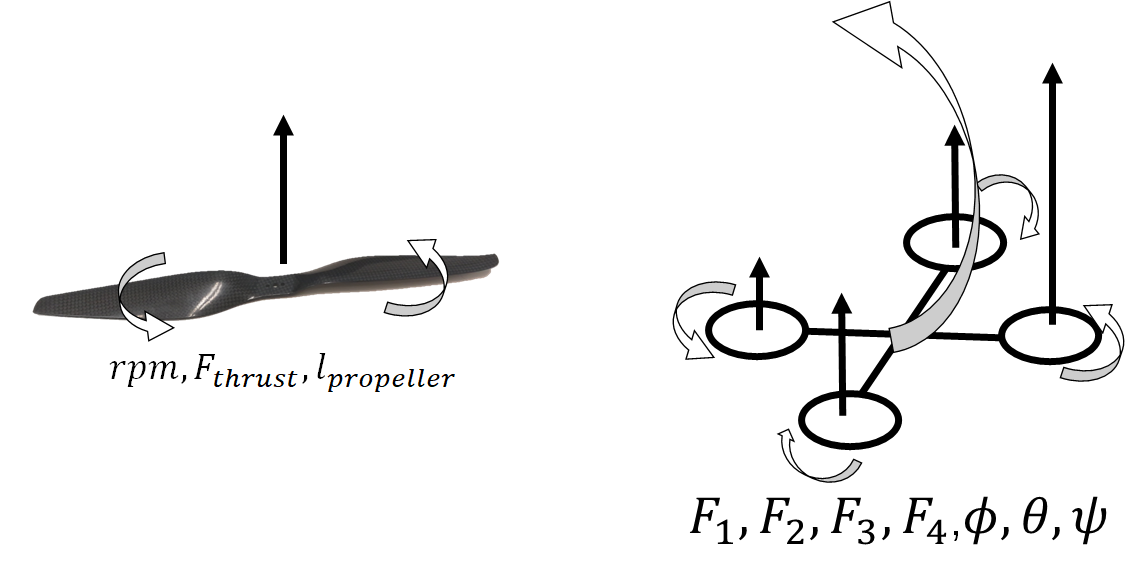 rpm, F_thrust, l_propeller
F_1, F_2, F_3, F_4, ϕ, θ, ψ